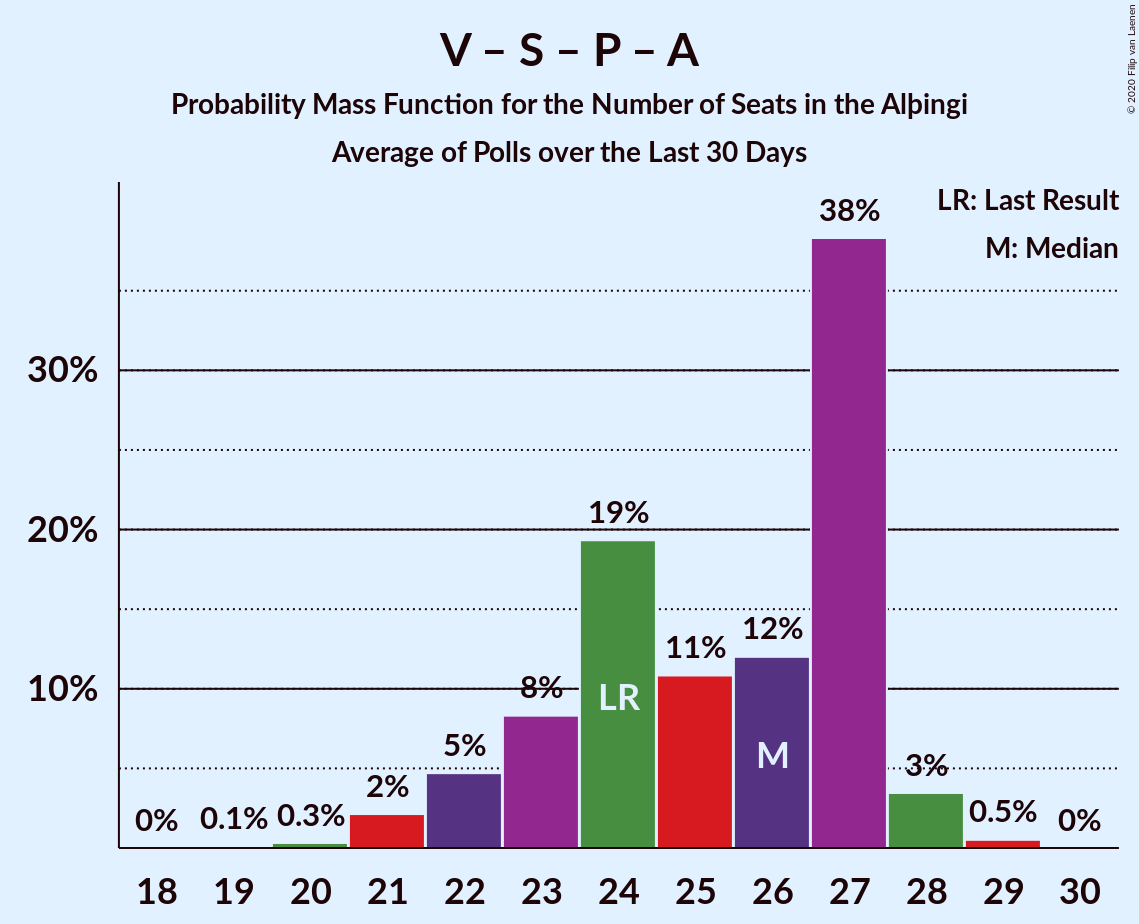 V – S – P – A
Probability Mass Function for the Number of Seats in the Alþingi
Average of Polls over the Last 30 Days
© 2020 Filip van Laenen
LR: Last Result
M: Median
38%
30%
19%
20%
12%
11%
10%
8%
LR
5%
M
3%
2%
0%
0.1%
0.3%
0.5%
0%
18 19 20 21 22 23 24 25 26 27 28 29 30